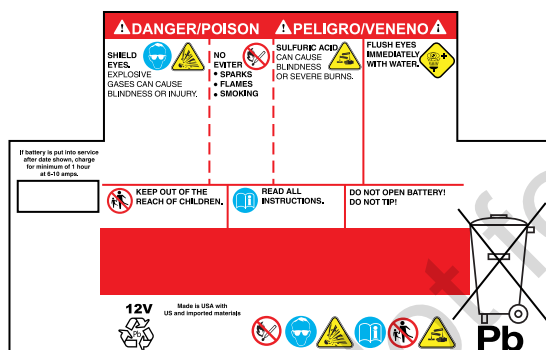 DANGER/POISON
PELIGRO/VENENO
SHIELD
EYES.
EXPLOSIVE
GASES CAN CAUSE
BLINDNESS OR INJURY.
NO
EVITER
• SPARKS
• FLAMES
• SMOKING
SULFURIC ACID
CAN CAUSE
BLINDNESS
OR SEVERE BURNS.
FLUSH EYES
IMMEDIATELY
WITH WATER.
If battery is put into service
after date shown, charge
for minimum of 1 hour
at 6-10 amps.
KEEP OUT OF THE
REACH OF CHILDREN.
READ ALL
INSTRUCTIONS.
DO NOT OPEN BATTERY!
DO NOT TIP!
12V
Pb
Made is USA with
US and imported materials
Pb